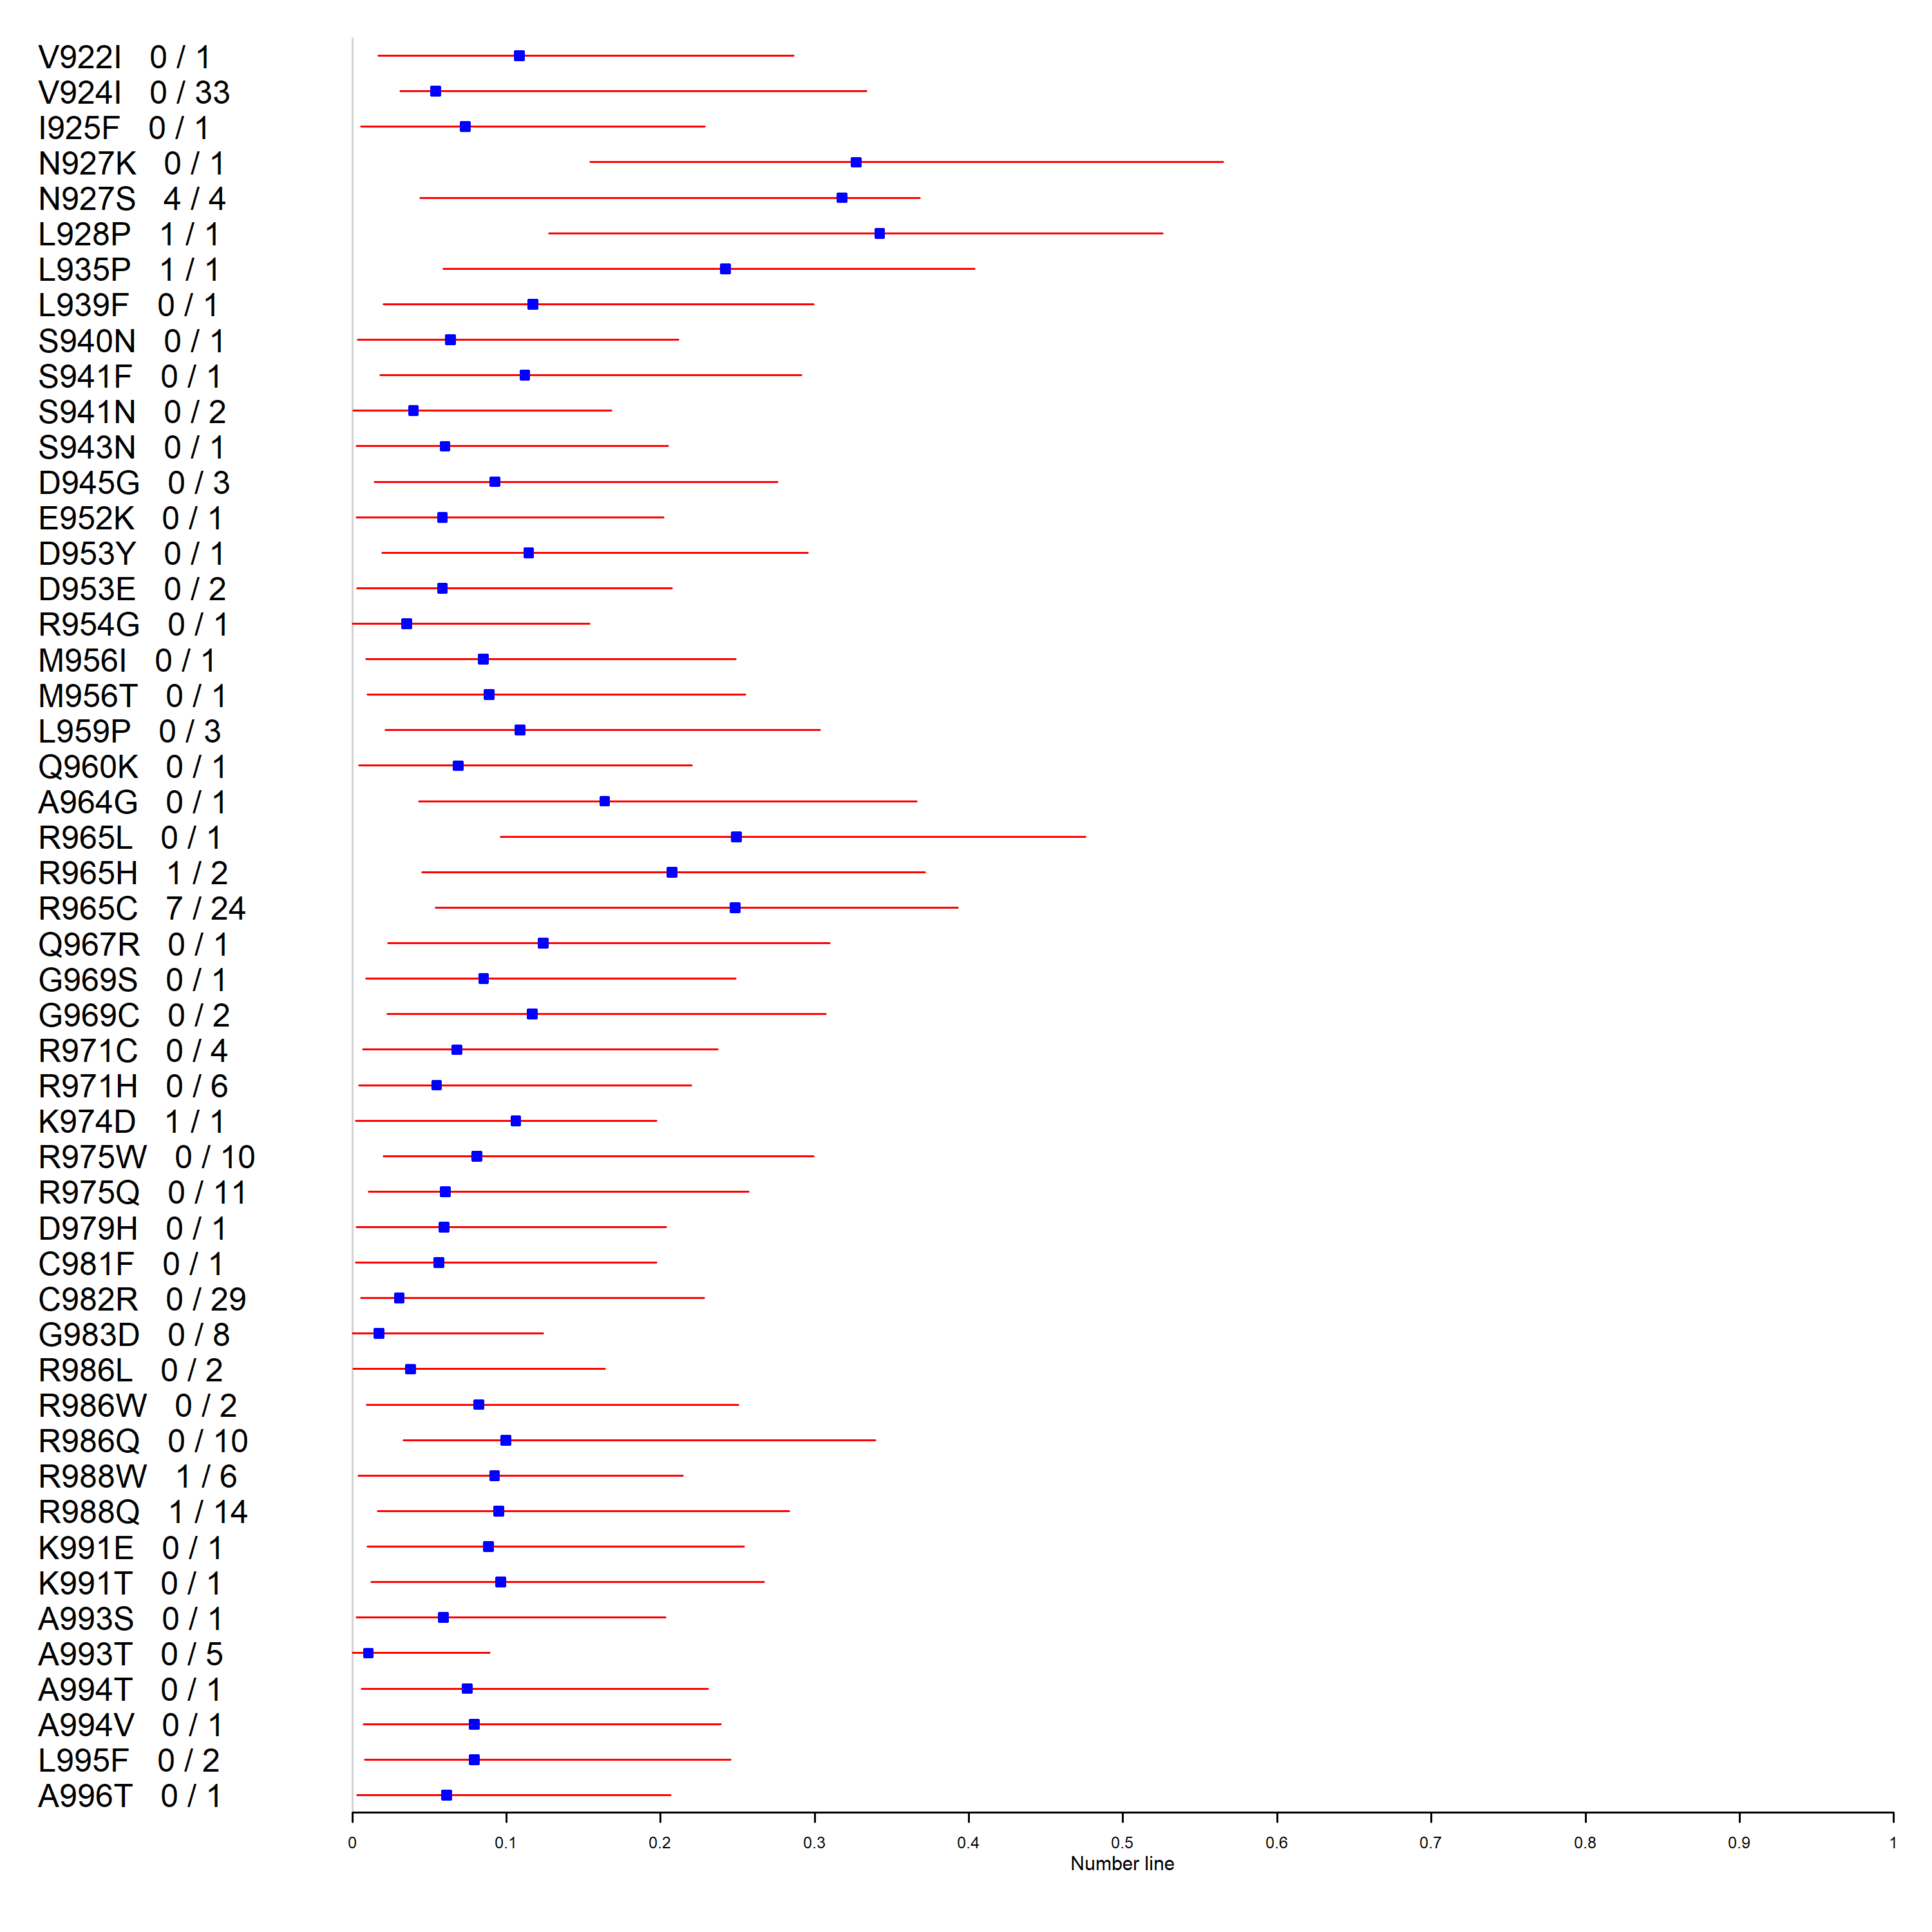 V922I 0 / 1
V924I 0 / 33
I925F 0 / 1
N927K 0 / 1
N927S 4 / 4
L928P 1 / 1
L935P 1 / 1
L939F 0 / 1
S940N 0 / 1
S941F 0 / 1
S941N 0 / 2
S943N 0 / 1
D945G 0 / 3
E952K 0 / 1
D953Y 0 / 1
D953E 0 / 2
R954G 0 / 1
M956I 0 / 1
M956T 0 / 1
L959P 0 / 3
Q960K 0 / 1
A964G 0 / 1
R965L 0 / 1
R965H 1 / 2
R965C 7 / 24
Q967R 0 / 1
G969S 0 / 1
G969C 0 / 2
R971C 0 / 4
R971H 0 / 6
K974D 1 / 1
R975W 0 / 10
R975Q 0 / 11
D979H 0 / 1
C981F 0 / 1
C982R 0 / 29
G983D 0 / 8
R986L 0 / 2
R986W 0 / 2
R986Q 0 / 10
R988W 1 / 6
R988Q 1 / 14
K991E 0 / 1
K991T 0 / 1
A993S 0 / 1
A993T 0 / 5
A994T 0 / 1
A994V 0 / 1
L995F 0 / 2
A996T 0 / 1
0 0.1 0.2 0.3 0.4 0.5 0.6 0.7 0.8 0.9 1
Number line